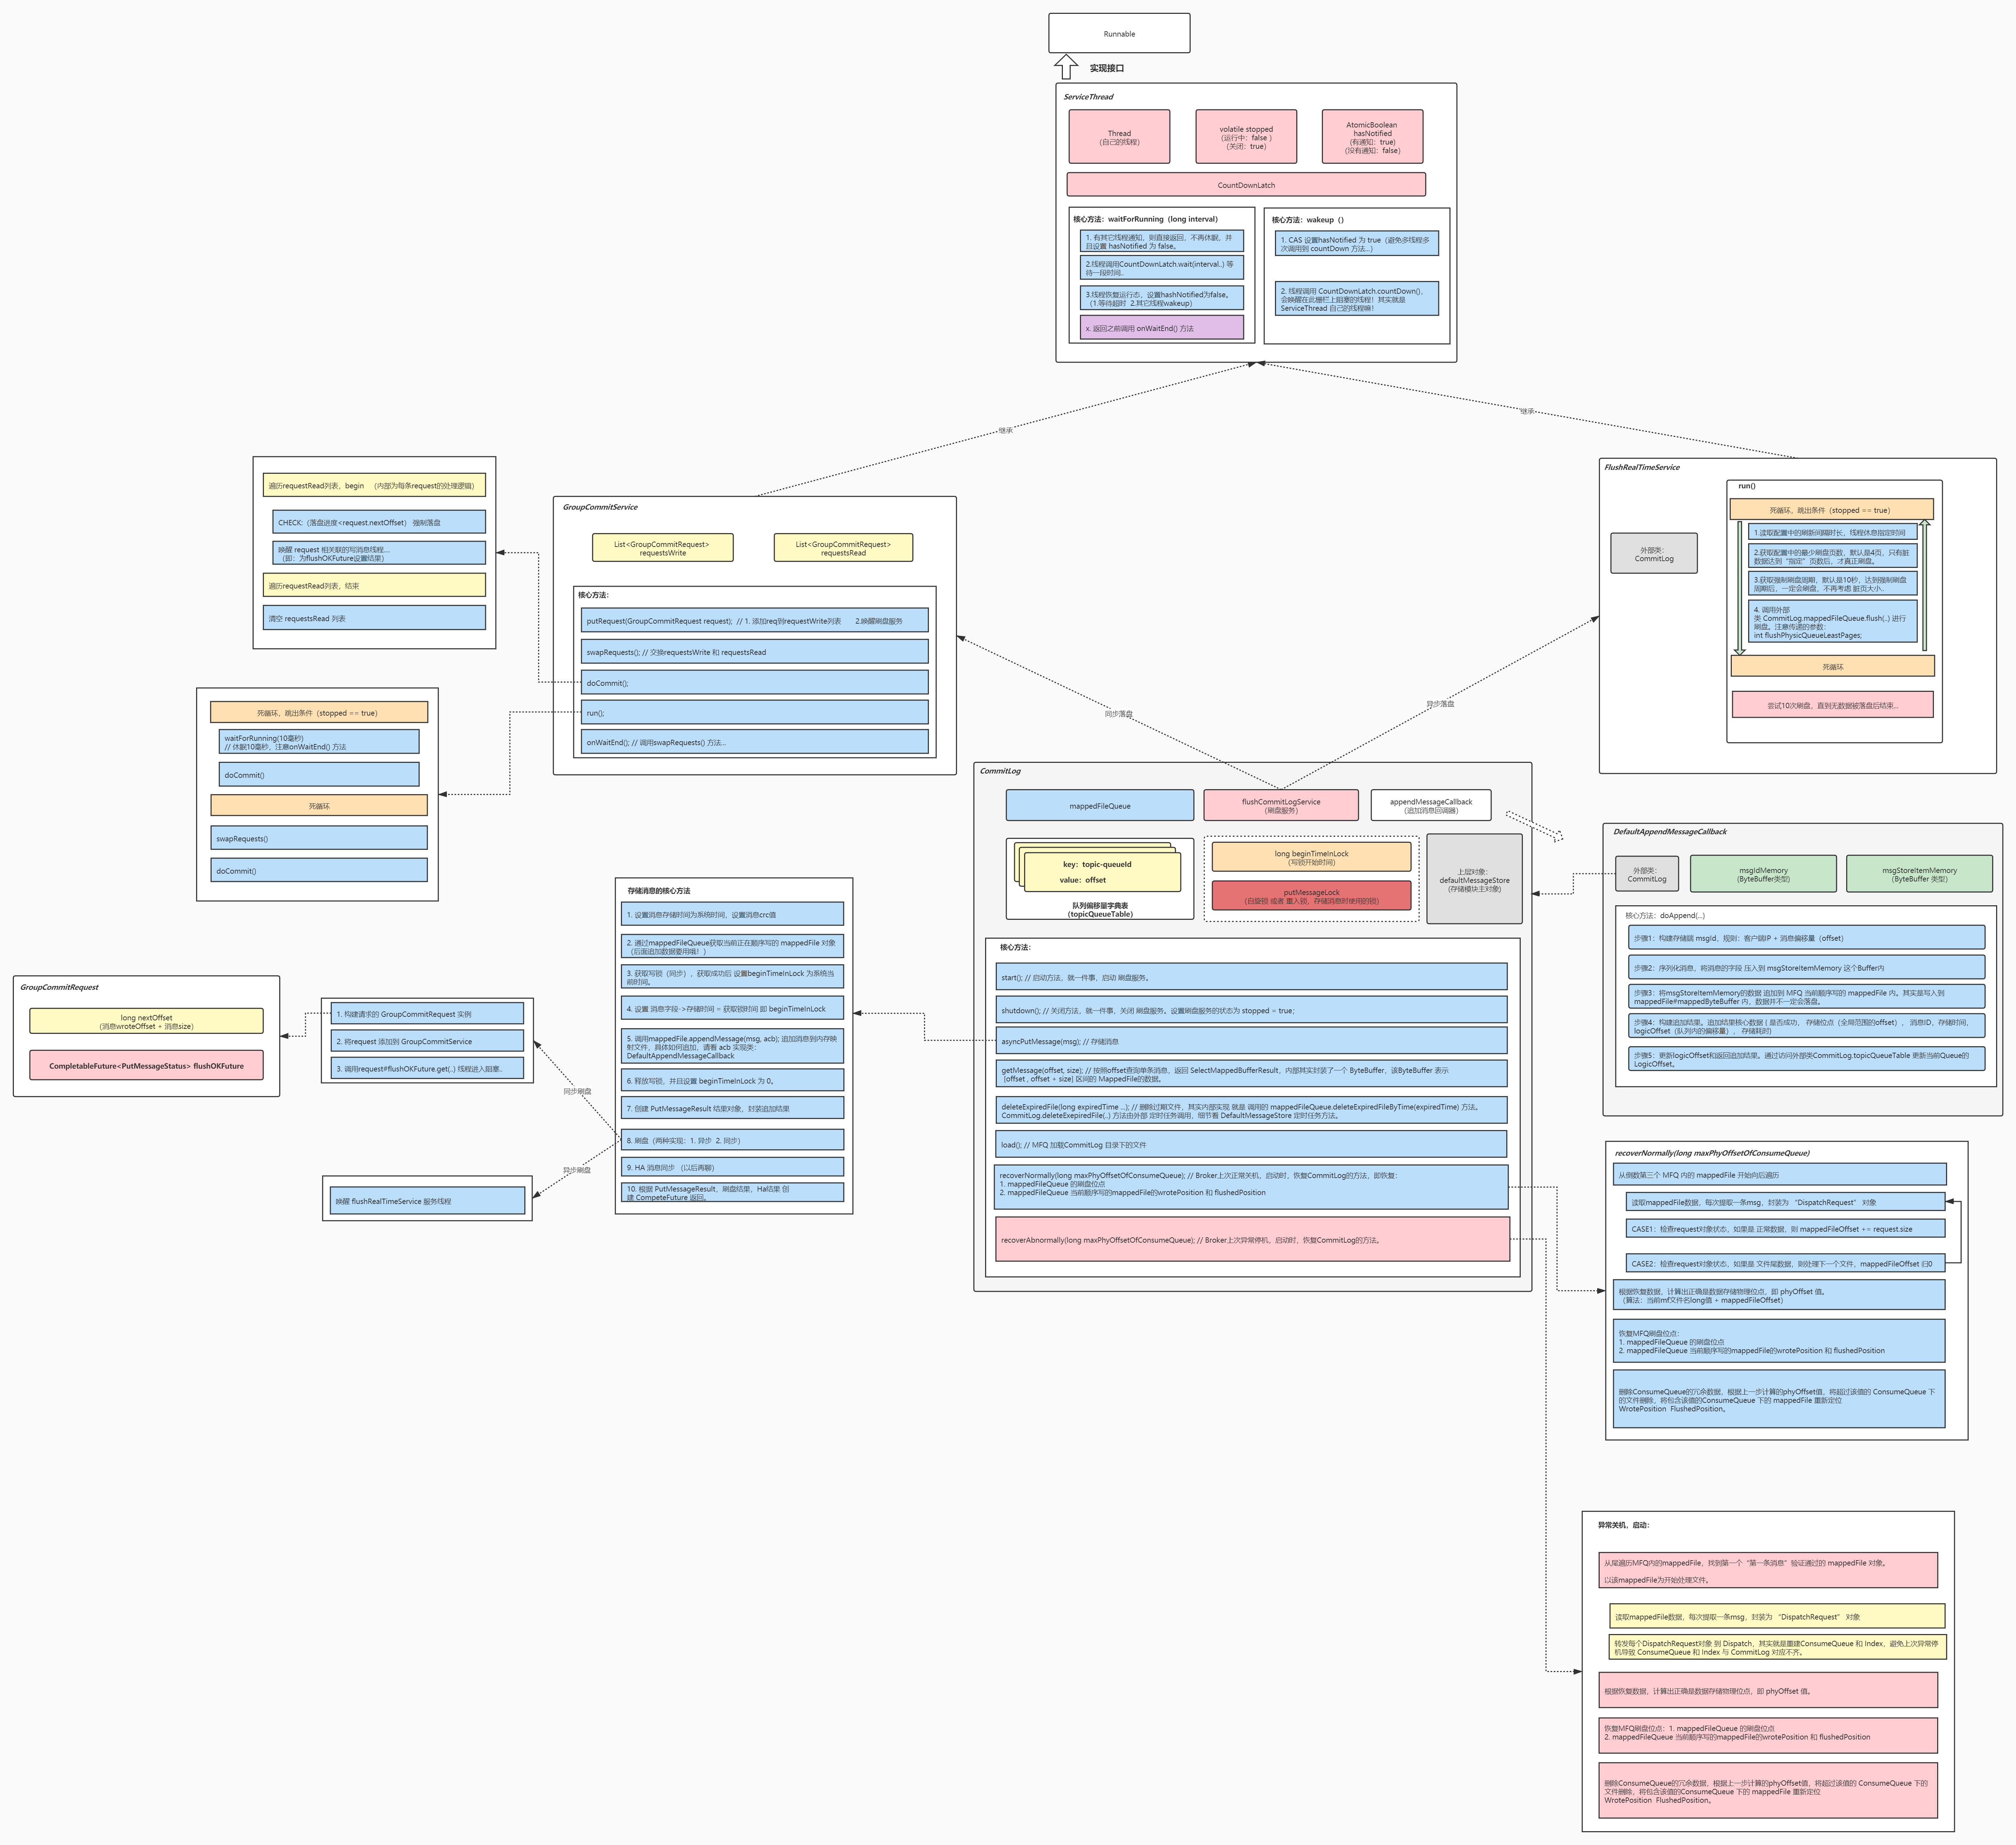 Runnable
实现接口
ServiceThread
Thread
(自己的线程)
volatile stopped
(运行中：false )
(关闭：true)
AtomicBoolean
hasNotified
(有通知：true)
(没有通知：false)
CountDownLatch
核心方法：waitForRunning（long interval）
1. 有其它线程通知，则直接返回，不再休眠，并
且设置 hasNotified 为 false。
2.线程调用CountDownLatch.wait(interval..) 等
待一段时间..
3.线程恢复运行态，设置hashNotified为false。
（1.等待超时 2.其它线程wakeup）
x. 返回之前调用 onWaitEnd() 方法
核心方法：wakeup（）
1. CAS 设置hasNotified 为 true（避免多线程多
次调用到 countDown 方法...）
2. 线程调用 CountDownLatch.countDown()，
会唤醒在此栅栏上阻塞的线程！其实就是
ServiceThread 自己的线程嘛！
继承
继承
遍历requestRead列表，begin （内部为每条request的处理逻辑）
CHECK:（落盘进度<request.nextOffset） 强制落盘
唤醒 request 相关联的写消息线程....
（即：为flushOKFuture设置结果）
遍历requestRead列表，结束
清空 requestsRead 列表
GroupCommitService
List<GroupCommitRequest>
requestsWrite
List<GroupCommitRequest>
requestsRead
核心方法：
putRequest(GroupCommitRequest request); // 1. 添加req到requestWrite列表 2.唤醒刷盘服务
swapRequests(); // 交换requestsWrite 和 requestsRead
doCommit();
run();
onWaitEnd(); // 调用swapRequests() 方法...
FlushRealTimeService
外部类：
CommitLog
run()
死循环，跳出条件（stopped == true）
1.读取配置中的刷新间隔时长，线程休息指定时间
2.获取配置中的最少刷盘页数，默认是4页，只有脏
数据达到“指定”页数后，才真正刷盘。
3.获取强制刷盘周期，默认是10秒，达到强制刷盘
周期后，一定会刷盘，不再考虑 脏页大小..
4. 调用外部
类 CommitLog.mappedFileQueue.flush(..) 进行
刷盘。注意传递的参数：
int flushPhysicQueueLeastPages;
死循环
尝试10次刷盘，直到无数据被落盘后结束...
死循环，跳出条件（stopped == true）
waitForRunning(10毫秒)
// 休眠10毫秒，注意onWaitEnd() 方法
doCommit()
死循环
swapRequests()
doCommit()
同步落盘
异步落盘
CommitLog
mappedFileQueue
flushCommitLogService
（刷盘服务）
appendMessageCallback
（追加消息回调器）
key：topic-queueId
value：offset
队列偏移量字典表
（topicQueueTable）
long beginTimeInLock
（写锁开始时间）
putMessageLock
（自旋锁 或者 重入锁，存储消息时使用的锁）
上层对象：
defaultMessageStore
(存储模块主对象)
核心方法：
start(); // 启动方法，就一件事，启动 刷盘服务。
shutdown(); // 关闭方法，就一件事，关闭 刷盘服务。设置刷盘服务的状态为 stopped = true;
asyncPutMessage(msg); // 存储消息
getMessage(offset, size); // 按照offset查询单条消息，返回 SelectMappedBufferResult，内部其实封装了一个 ByteBuffer，该ByteBuffer 表示
[offset , offset + size] 区间的 MappedFile的数据。
deleteExpiredFile(long expiredTime ...); // 删除过期文件，其实内部实现 就是 调用的 mappedFileQueue.deleteExpiredFileByTime(expiredTime) 方法。
CommitLog.deleteExepiredFile(..) 方法由外部 定时任务调用，细节看 DefaultMessageStore 定时任务方法。
load(); // MFQ 加载CommitLog 目录下的文件
recoverNormally(long maxPhyOffsetOfConsumeQueue); // Broker上次正常关机，启动时，恢复CommitLog的方法，即恢复：
1. mappedFileQueue 的刷盘位点
2. mappedFileQueue 当前顺序写的mappedFile的wrotePosition 和 flushedPosition
recoverAbnormally(long maxPhyOffsetOfConsumeQueue); // Broker上次异常停机，启动时，恢复CommitLog的方法。
DefaultAppendMessageCallback
外部类：
CommitLog
msgIdMemory
(ByteBuffer类型)
msgStoreItemMemory
(ByteBuffer 类型)
核心方法：doAppend(...)
步骤1：构建存储端 msgId，规则：客户端IP + 消息偏移量（offset）
步骤2：序列化消息，将消息的字段 压入到 msgStoreItemMemory 这个Buffer内
步骤3：将msgStoreItemMemory的数据 追加到 MFQ 当前顺序写的 mappedFile 内。其实是写入到
mappedFile#mappedByteBuffer 内，数据并不一定会落盘。
步骤4：构建追加结果。追加结果核心数据 { 是否成功， 存储位点（全局范围的offset）， 消息ID，存储时间，
logicOffset（队列内的偏移量）， 存储耗时}
步骤5：更新logicOffset和返回追加结果。通过访问外部类CommitLog.topicQueueTable 更新当前Queue的
LogicOffset。
存储消息的核心方法
1. 设置消息存储时间为系统时间，设置消息crc值
2. 通过mappedFileQueue获取当前正在顺序写的 mappedFile 对象
（后面追加数据要用哦！）
3. 获取写锁（同步），获取成功后 设置beginTimeInLock 为系统当
前时间。
4. 设置 消息字段->存储时间 = 获取锁时间 即 beginTimeInLock
5. 调用mappedFile.appendMessage(msg, acb); 追加消息到内存映
射文件，具体如何追加，请看 acb 实现类：
DefaultAppendMessageCallback
6. 释放写锁，并且设置 beginTimeInLock 为 0。
7. 创建 PutMessageResult 结果对象，封装追加结果
8. 刷盘（两种实现：1. 异步 2. 同步）
9. HA 消息同步 （以后再聊）
10. 根据 PutMessageResult，刷盘结果，Ha结果 创
建 CompeteFuture 返回。
GroupCommitRequest
long nextOffset
(消息wroteOffset + 消息size)
CompletableFuture<PutMessageStatus> flushOKFuture
1. 构建请求的 GroupCommitRequest 实例
2. 将request 添加到 GroupCommitService
3. 调用request#flushOKFuture.get(..) 线程进入阻塞..
同步刷盘
异步刷盘
唤醒 flushRealTimeService 服务线程
recoverNormally(long maxPhyOffsetOfConsumeQueue)
从倒数第三个 MFQ 内的 mappedFile 开始向后遍历
读取mappedFile数据，每次提取一条msg，封装为 “DispatchRequest” 对象
CASE1：检查request对象状态，如果是 正常数据，则 mappedFileOffset += request.size
CASE2：检查request对象状态，如果是 文件尾数据，则处理下一个文件，mappedFileOffset 归0
根据恢复数据，计算出正确是数据存储物理位点，即 phyOffset 值。
（算法：当前mf文件名long值 + mappedFileOffset）
恢复MFQ刷盘位点：
1. mappedFileQueue 的刷盘位点
2. mappedFileQueue 当前顺序写的mappedFile的wrotePosition 和 flushedPosition
删除ConsumeQueue的冗余数据，根据上一步计算的phyOffset值，将超过该值的 ConsumeQueue 下
的文件删除，将包含该值的ConsumeQueue 下的 mappedFile 重新定位
WrotePosition FlushedPosition。
异常关机，启动：
从尾遍历MFQ内的mappedFile，找到第一个“第一条消息”验证通过的 mappedFile 对象。
以该mappedFile为开始处理文件。
读取mappedFile数据，每次提取一条msg，封装为 “DispatchRequest” 对象
转发每个DispatchRequest对象 到 Dispatch，其实就是重建ConsumeQueue 和 Index，避免上次异常停
机导致 ConsumeQueue 和 Index 与 CommitLog 对应不齐。
根据恢复数据，计算出正确是数据存储物理位点，即 phyOffset 值。
恢复MFQ刷盘位点：1. mappedFileQueue 的刷盘位点
2. mappedFileQueue 当前顺序写的mappedFile的wrotePosition 和 flushedPosition
删除ConsumeQueue的冗余数据，根据上一步计算的phyOffset值，将超过该值的 ConsumeQueue 下的
文件删除，将包含该值的ConsumeQueue 下的 mappedFile 重新定位
WrotePosition FlushedPosition。